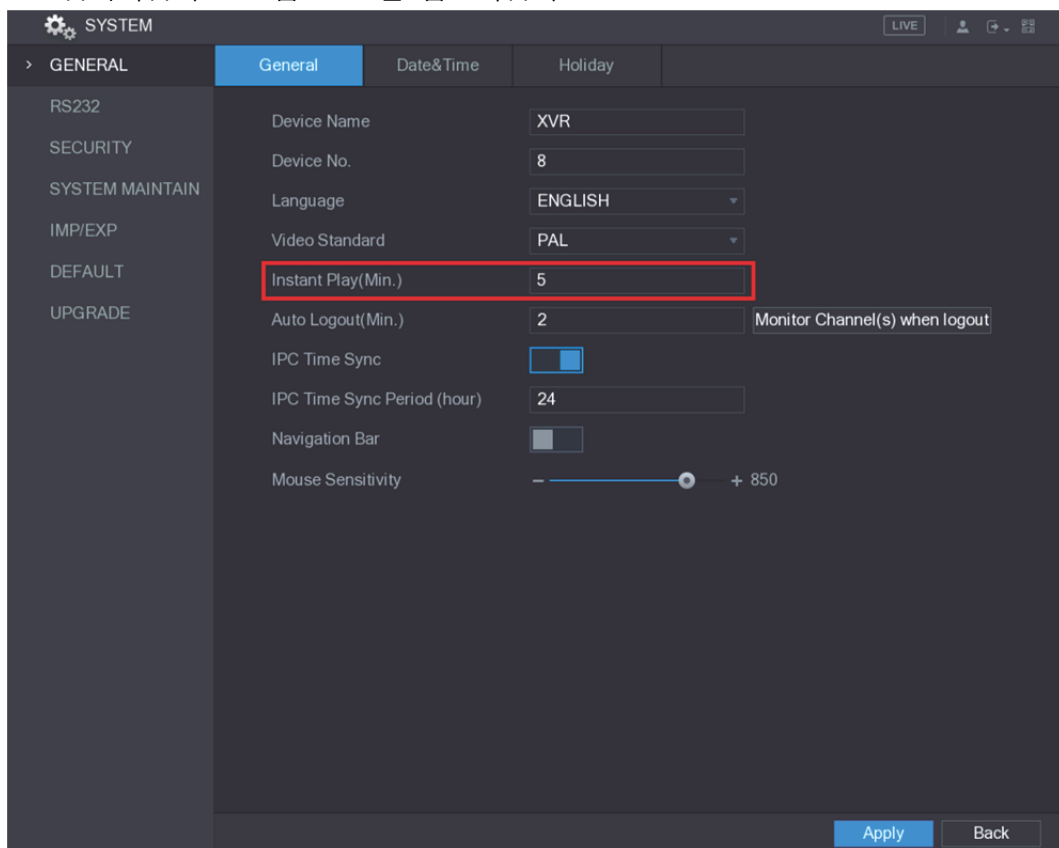 SYSTEM
LIVE
> GENERAL
General Date&Time Holiday
RS232
Device Name XVR
SECURITY
Device No. 8
SYSTEM MAINTAIN
Language ENGLISH
IMP/EXP
Video Standard PAL
DEFAULT
Instant Play(Min.) 5
UPGRADE
Auto Logout(Min.) 2 Monitor Channel(s) when logout
IPC Time Sync
IPC Time Sync Period (hour) 24
Navigation Bar
Mouse Sensitivity − + 850
Apply Back